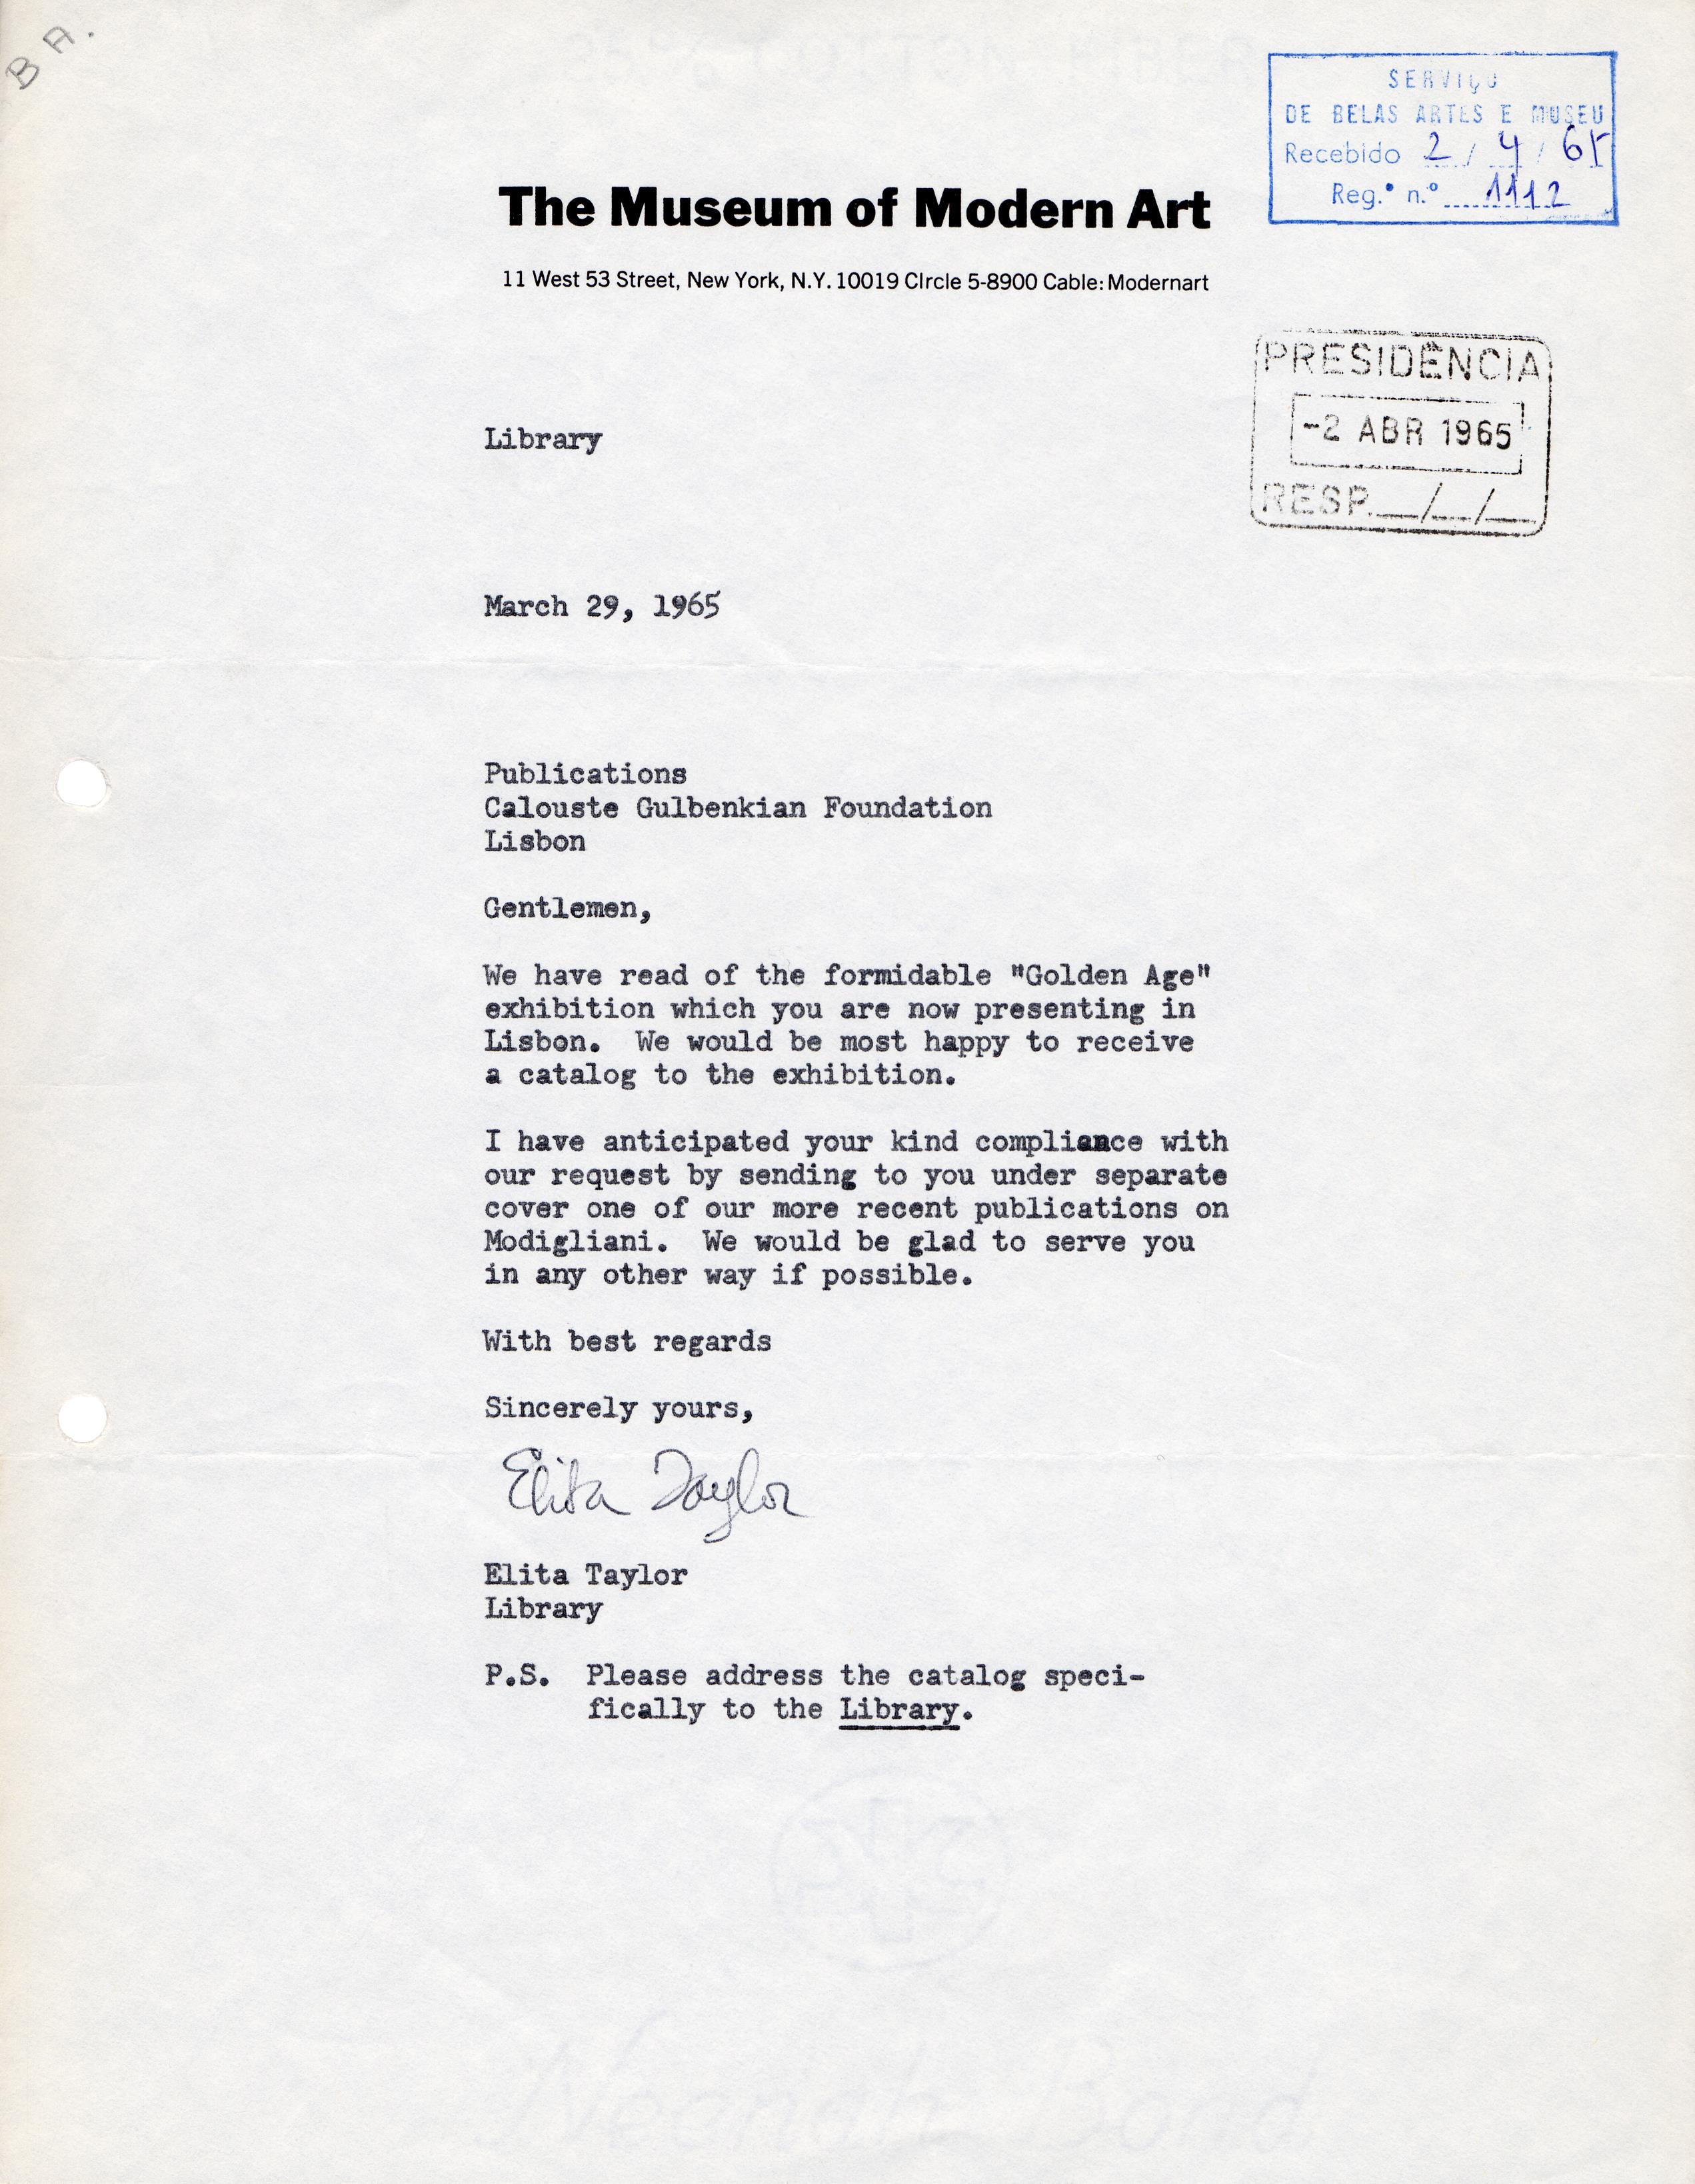 B A.
SERVIÇO
DE BELAS ARTES E MUSEU
Recebido 2 / 4 / 65
Reg.º n.º 1112
The Museum of Modern Art
11 West 53 Street, New York, N.Y. 10019 CIrcle 5-8900 Cable: Modernart
PRESIDÊNCIA
-2 ABR 1965
RESP. __/__/__
Library
March 29, 1965
Publications
Calouste Gulbenkian Foundation
Lisbon
Gentlemen,
We have read of the formidable "Golden Age"
exhibition which you are now presenting in
Lisbon. We would be most happy to receive
a catalog to the exhibition.
I have anticipated your kind compliance with
our request by sending to you under separate
cover one of our more recent publications on
Modigliani. We would be glad to serve you
in any other way if possible.
With best regards
Sincerely yours,
Elita Taylor
Elita Taylor
Library
P.S. Please address the catalog speci-
fically to the Library.
Neenah Bond